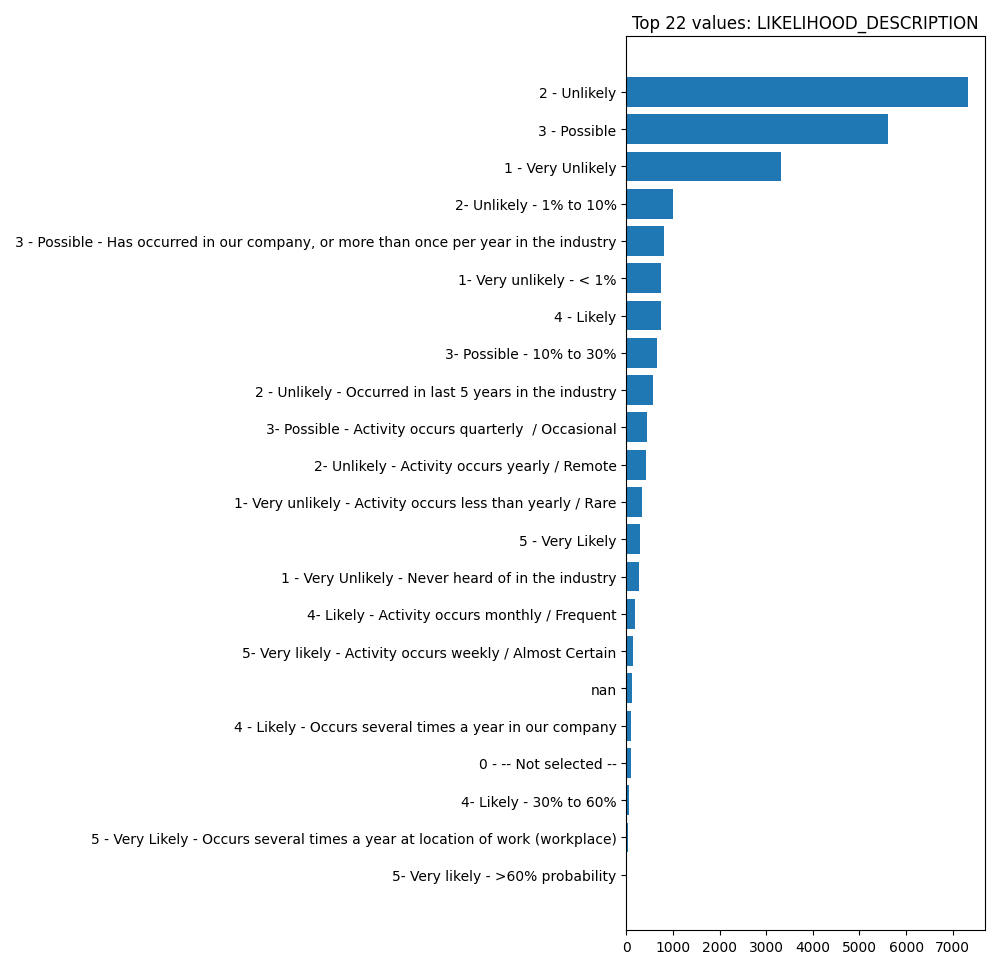 Top 22 values: LIKELIHOOD_DESCRIPTION
2 - Unlikely
3 - Possible
1 - Very Unlikely
2- Unlikely - 1% to 10%
3 - Possible - Has occurred in our company, or more than once per year in the industry
1- Very unlikely - < 1%
4 - Likely
3- Possible - 10% to 30%
2 - Unlikely - Occurred in last 5 years in the industry
3- Possible - Activity occurs quarterly  / Occasional
2- Unlikely - Activity occurs yearly / Remote
1- Very unlikely - Activity occurs less than yearly / Rare
5 - Very Likely
1 - Very Unlikely - Never heard of in the industry
4- Likely - Activity occurs monthly / Frequent
5- Very likely - Activity occurs weekly / Almost Certain
nan
4 - Likely - Occurs several times a year in our company
0 - -- Not selected --
4- Likely - 30% to 60%
5 - Very Likely - Occurs several times a year at location of work (workplace)
5- Very likely - >60% probability
0 1000 2000 3000 4000 5000 6000 7000